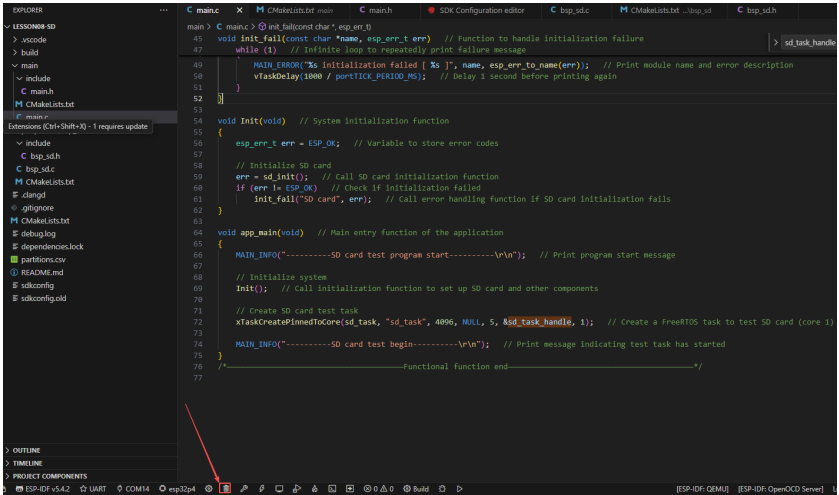 EXPLORER
···
C main.c ×
M CMakeLists.txt main
C main.h
SDK Configuration editor
C bsp_sd.c
M CMakeLists.txt ...\bsp_sd
C bsp_sd.h
LESSON08-SD
main > C main.c > init_fail(const char *, esp_err_t)
> sd_task_handle
> .vscode
> build
main
include
C main.h
M CMakeLists.txt
C main.c
Extensions (Ctrl+Shift+X) - 1 requires update
include
C bsp_sd.h
C bsp_sd.c
M CMakeLists.txt
.clangd
.gitignore
M CMakeLists.txt
debug.log
dependencies.lock
partitions.csv
README.md
sdkconfig
sdkconfig.old
> OUTLINE
> TIMELINE
> PROJECT COMPONENTS
45 void init_fail(const char *name, esp_err_t err) // Function to handle initialization failure
47 while (1) // Infinite loop to repeatedly print failure message
49 MAIN_ERROR("%s initialization failed [ %s ]", name, esp_err_to_name(err)); // Print module name and error description
50 vTaskDelay(1000 / portTICK_PERIOD_MS); // Delay 1 second before printing again
51 }
52 }
53
54 void Init(void) // System initialization function
55 {
56 esp_err_t err = ESP_OK; // Variable to store error codes
57
58 // Initialize SD card
59 err = sd_init(); // Call SD card initialization function
60 if (err != ESP_OK) // Check if initialization failed
61 init_fail("SD card", err); // Call error handling function if SD card initialization fails
62 }
63
64 void app_main(void) // Main entry function of the application
65 {
66 MAIN_INFO("----------SD card test program start----------\r\n"); // Print program start message
67
68 // Initialize system
69 Init(); // Call initialization function to set up SD card and other components
70
71 // Create SD card test task
72 xTaskCreatePinnedToCore(sd_task, "sd_task", 4096, NULL, 5, &sd_task_handle, 1); // Create a FreeRTOS task to test SD card (core 1)
73
74 MAIN_INFO("----------SD card test begin----------\r\n"); // Print message indicating test task has started
75 }
76 /*————————————————Functional function end————————————————*/
77
ESP-IDF v5.4.2 UART COM14 esp32p4 0 0 Build [ESP-IDF: QEMU] [ESP-IDF: OpenOCD Server]